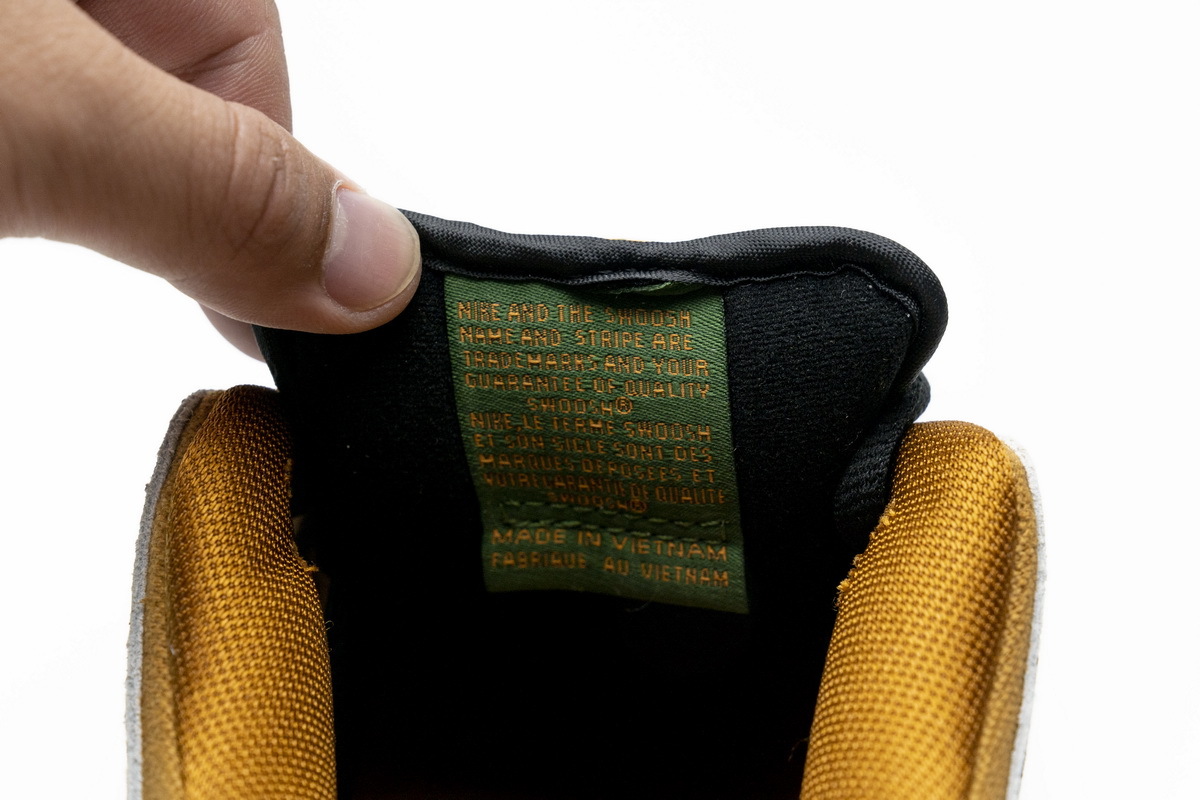 NIKE AND THE SWOOSH
NAME AND STRIPE ARE
TRADEMARKS AND YOUR
GUARANTEE OF QUALITY
SWOOSH®
NIKE, LE TERME SWOOSH
ET SON SIGLE SONT DES
MARQUES DEPOSEES ET
VOTRE GARANTIE DE QUALITE
SWOOSH®
MADE IN VIETNAM
FABRIQUE AU VIETNAM